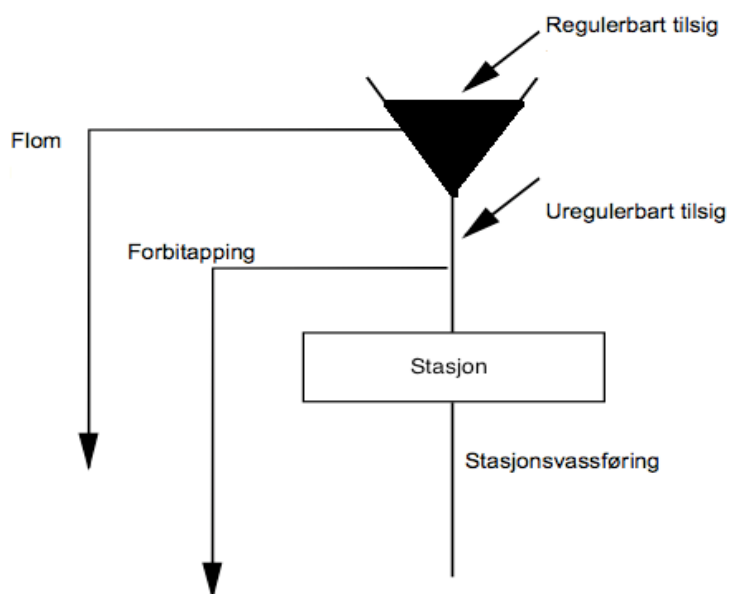 Regulerbart tilsig
Flom
Uregulerbart tilsig
Forbitapping
Stasjon
Stasjonsvassføring